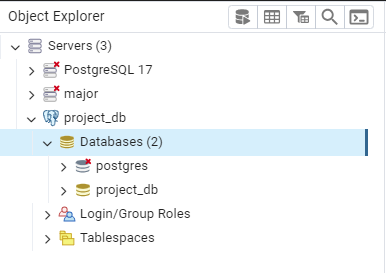 Object Explorer
Servers (3)
PostgreSQL 17
major
project_db
Databases (2)
postgres
project_db
Login/Group Roles
Tablespaces